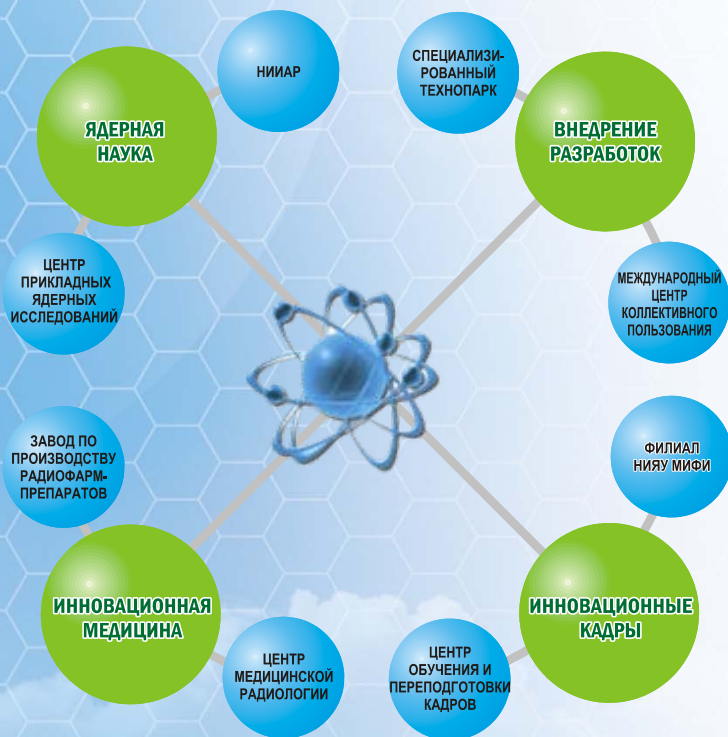 НИИАР
СПЕЦИАЛИЗИ-
РОВАННЫЙ
ТЕХНОПАРК
ЯДЕРНАЯ
НАУКА
ВНЕДРЕНИЕ
РАЗРАБОТОК
ЦЕНТР
ПРИКЛАДНЫХ
ЯДЕРНЫХ
ИССЛЕДОВАНИЙ
МЕЖДУНАРОДНЫЙ
ЦЕНТР
КОЛЛЕКТИВНОГО
ПОЛЬЗОВАНИЯ
ЗАВОД ПО
ПРОИЗВОДСТВУ
РАДИОФАРМ-
ПРЕПАРАТОВ
ФИЛИАЛ
НИЯУ МИФИ
ИННОВАЦИОННАЯ
МЕДИЦИНА
ИННОВАЦИОННЫЕ
КАДРЫ
ЦЕНТР
МЕДИЦИНСКОЙ
РАДИОЛОГИИ
ЦЕНТР
ОБУЧЕНИЯ И
ПЕРЕПОДГОТОВКИ
КАДРОВ